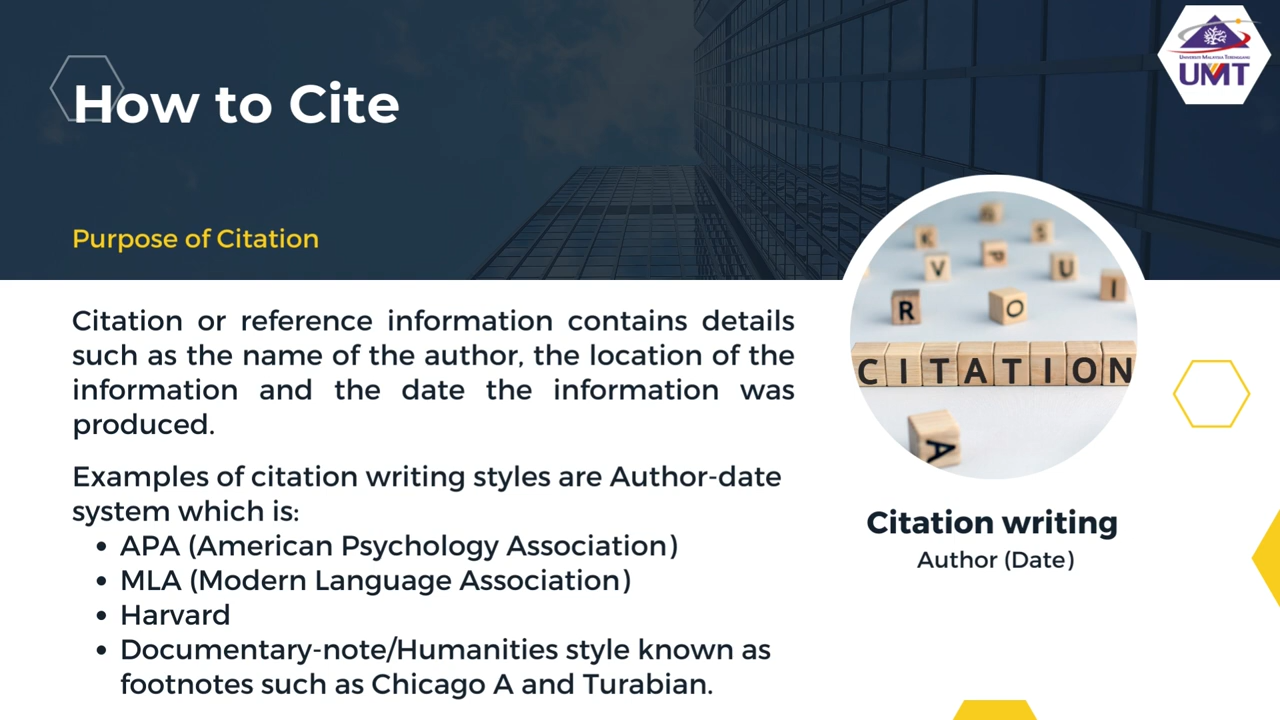 How to Cite
UNIVERSITI MALAYSIA TERENGGANU
UMT
Purpose of Citation
Citation or reference information contains details
such as the name of the author, the location of the
information and the date the information was
produced.
Examples of citation writing styles are Author-date
system which is:
• APA (American Psychology Association)
• MLA (Modern Language Association)
• Harvard
• Documentary-note/Humanities style known as
footnotes such as Chicago A and Turabian.
K
S
V
P
U
I
R
O
CITATION
A
Citation writing
Author (Date)